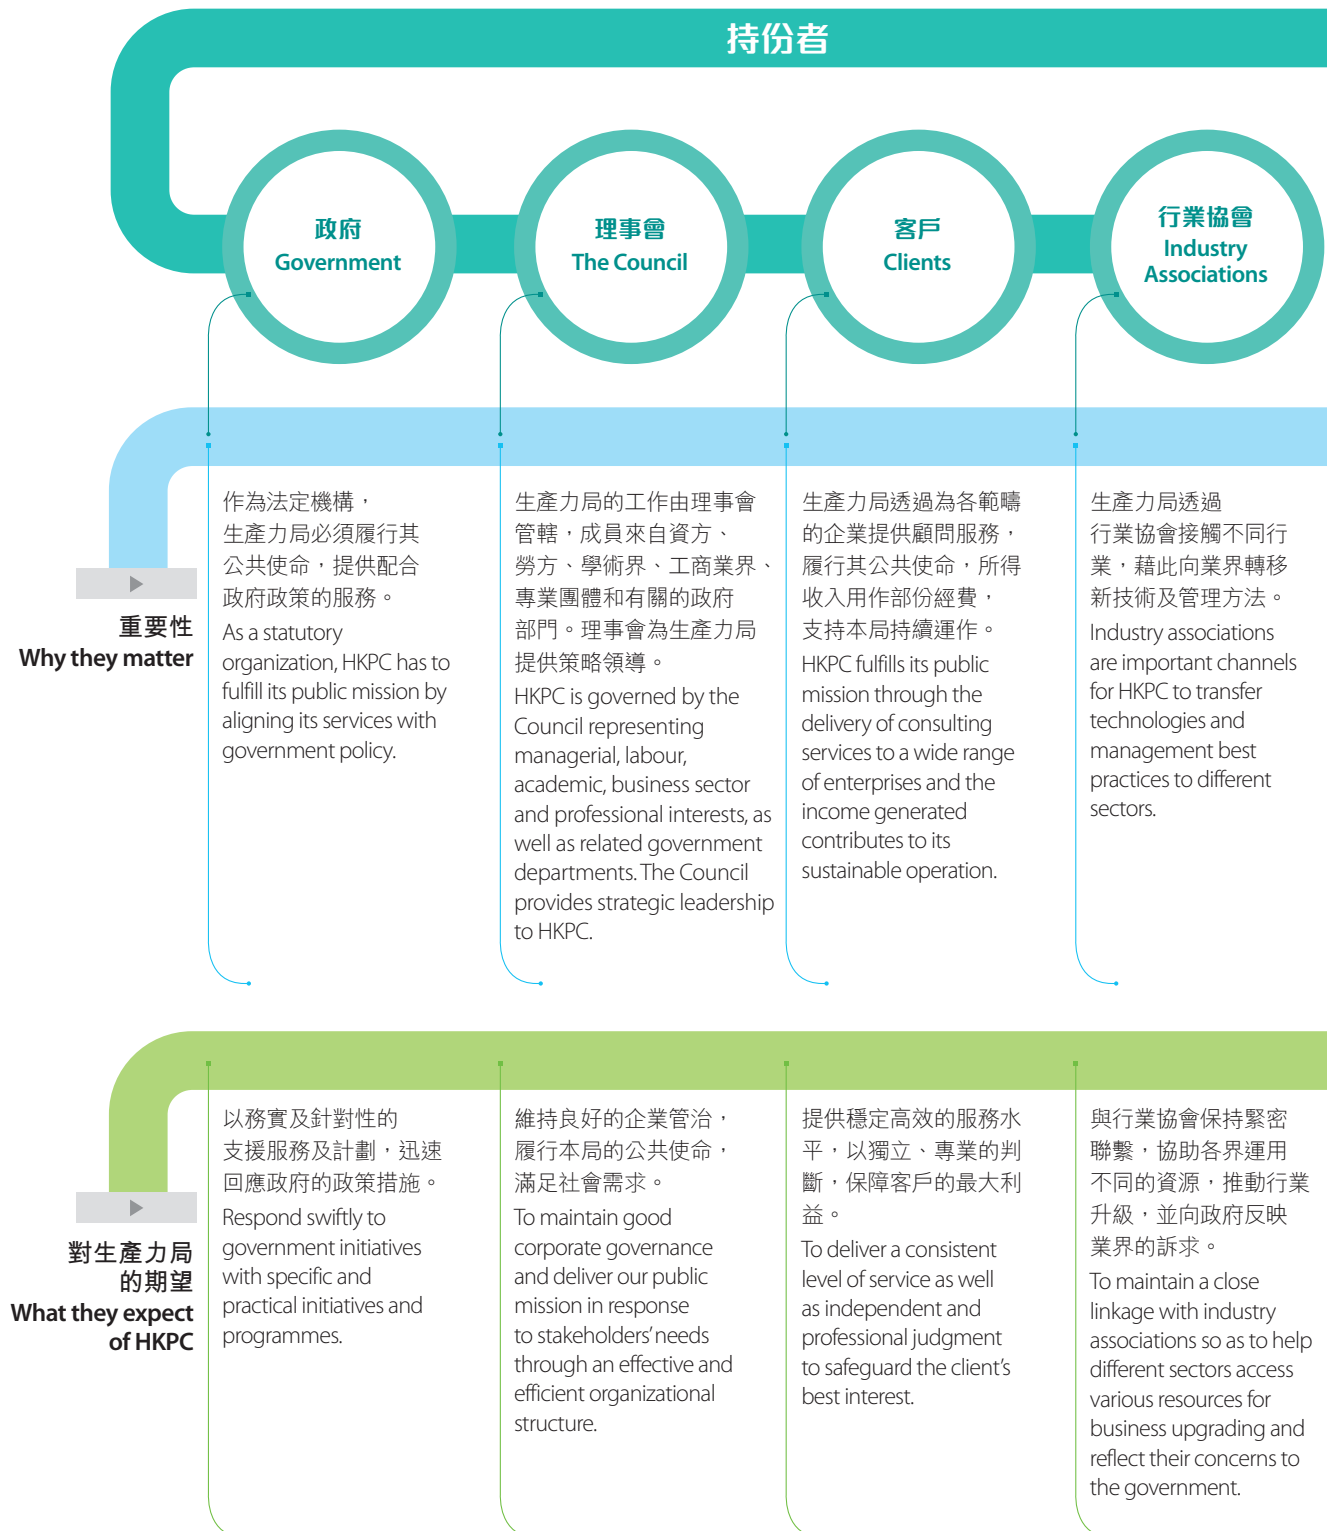 持份者
政府
Government
理事會
The Council
客戶
Clients
行業協會
Industry
Associations
重要性
Why they matter
作為法定機構，
生產力局必須履行其
公共使命，提供配合
政府政策的服務。
As a statutory
organization, HKPC has to
fulfill its public mission by
aligning its services with
government policy.
生產力局的工作由理事會
管轄，成員來自資方、
勞方、學術界、工商業界、
專業團體和有關的政府
部門。理事會為生產力局
提供策略領導。
HKPC is governed by the
Council representing
managerial, labour,
academic, business sector
and professional interests, as
well as related government
departments. The Council
provides strategic leadership
to HKPC.
生產力局透過為各範疇
的企業提供顧問服務，
履行其公共使命，所得
收入用作部份經費，
支持本局持續運作。
HKPC fulfills its public
mission through the
delivery of consulting
services to a wide range
of enterprises and the
income generated
contributes to its
sustainable operation.
生產力局透過
行業協會接觸不同行
業，藉此向業界轉移
新技術及管理方法。
Industry associations
are important channels
for HKPC to transfer
technologies and
management best
practices to different
sectors.
對生產力局
的期望
What they expect
of HKPC
以務實及針對性的
支援服務及計劃，迅速
回應政府的政策措施。
Respond swiftly to
government initiatives
with specific and
practical initiatives and
programmes.
維持良好的企業管治，
履行本局的公共使命，
滿足社會需求。
To maintain good
corporate governance
and deliver our public
mission in response
to stakeholders’ needs
through an effective and
efficient organizational
structure.
提供穩定高效的服務水
平，以獨立、專業的判
斷，保障客戶的最大利
益。
To deliver a consistent
level of service as well
as independent and
professional judgment
to safeguard the client’s
best interest.
與行業協會保持緊密
聯繫，協助各界運用
不同的資源，推動行業
升級，並向政府反映
業界的訴求。
To maintain a close
linkage with industry
associations so as to help
different sectors access
various resources for
business upgrading and
reflect their concerns to
the government.